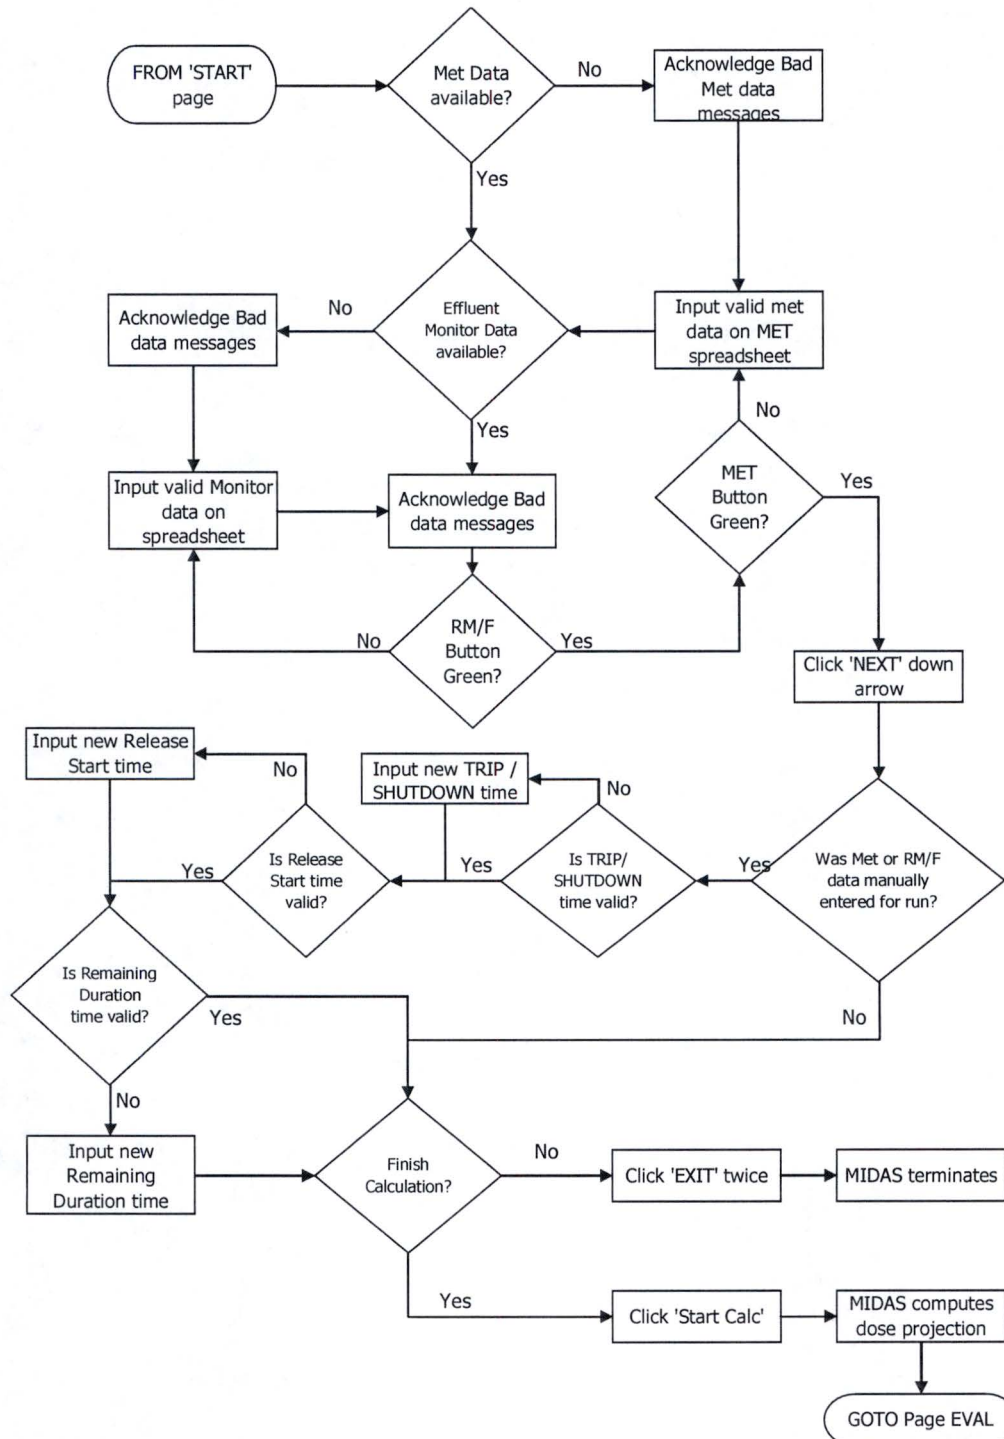 FROM 'START'
page
Met Data
available?
No
Acknowledge Bad
Met data
messages
Yes
Effluent
Monitor Data
available?
No
Acknowledge Bad
data messages
Input valid met
data on MET
spreadsheet
Yes
No
MET
Button
Green?
Yes
Input valid Monitor
data on
spreadsheet
Acknowledge Bad
data messages
RM/F
Button
Green?
No
Yes
Click 'NEXT' down
arrow
Input new Release
Start time
No
Input new TRIP /
SHUTDOWN time
No
Was Met or RM/F
data manually
entered for run?
Yes
Is TRIP/
SHUTDOWN
time valid?
Yes
Is Release
Start time
valid?
Yes
Is Remaining
Duration
time valid?
Yes
No
No
Input new
Remaining
Duration time
Finish
Calculation?
No
Click 'EXIT' twice
MIDAS terminates
Yes
Click 'Start Calc'
MIDAS computes
dose projection
GOTO Page EVAL